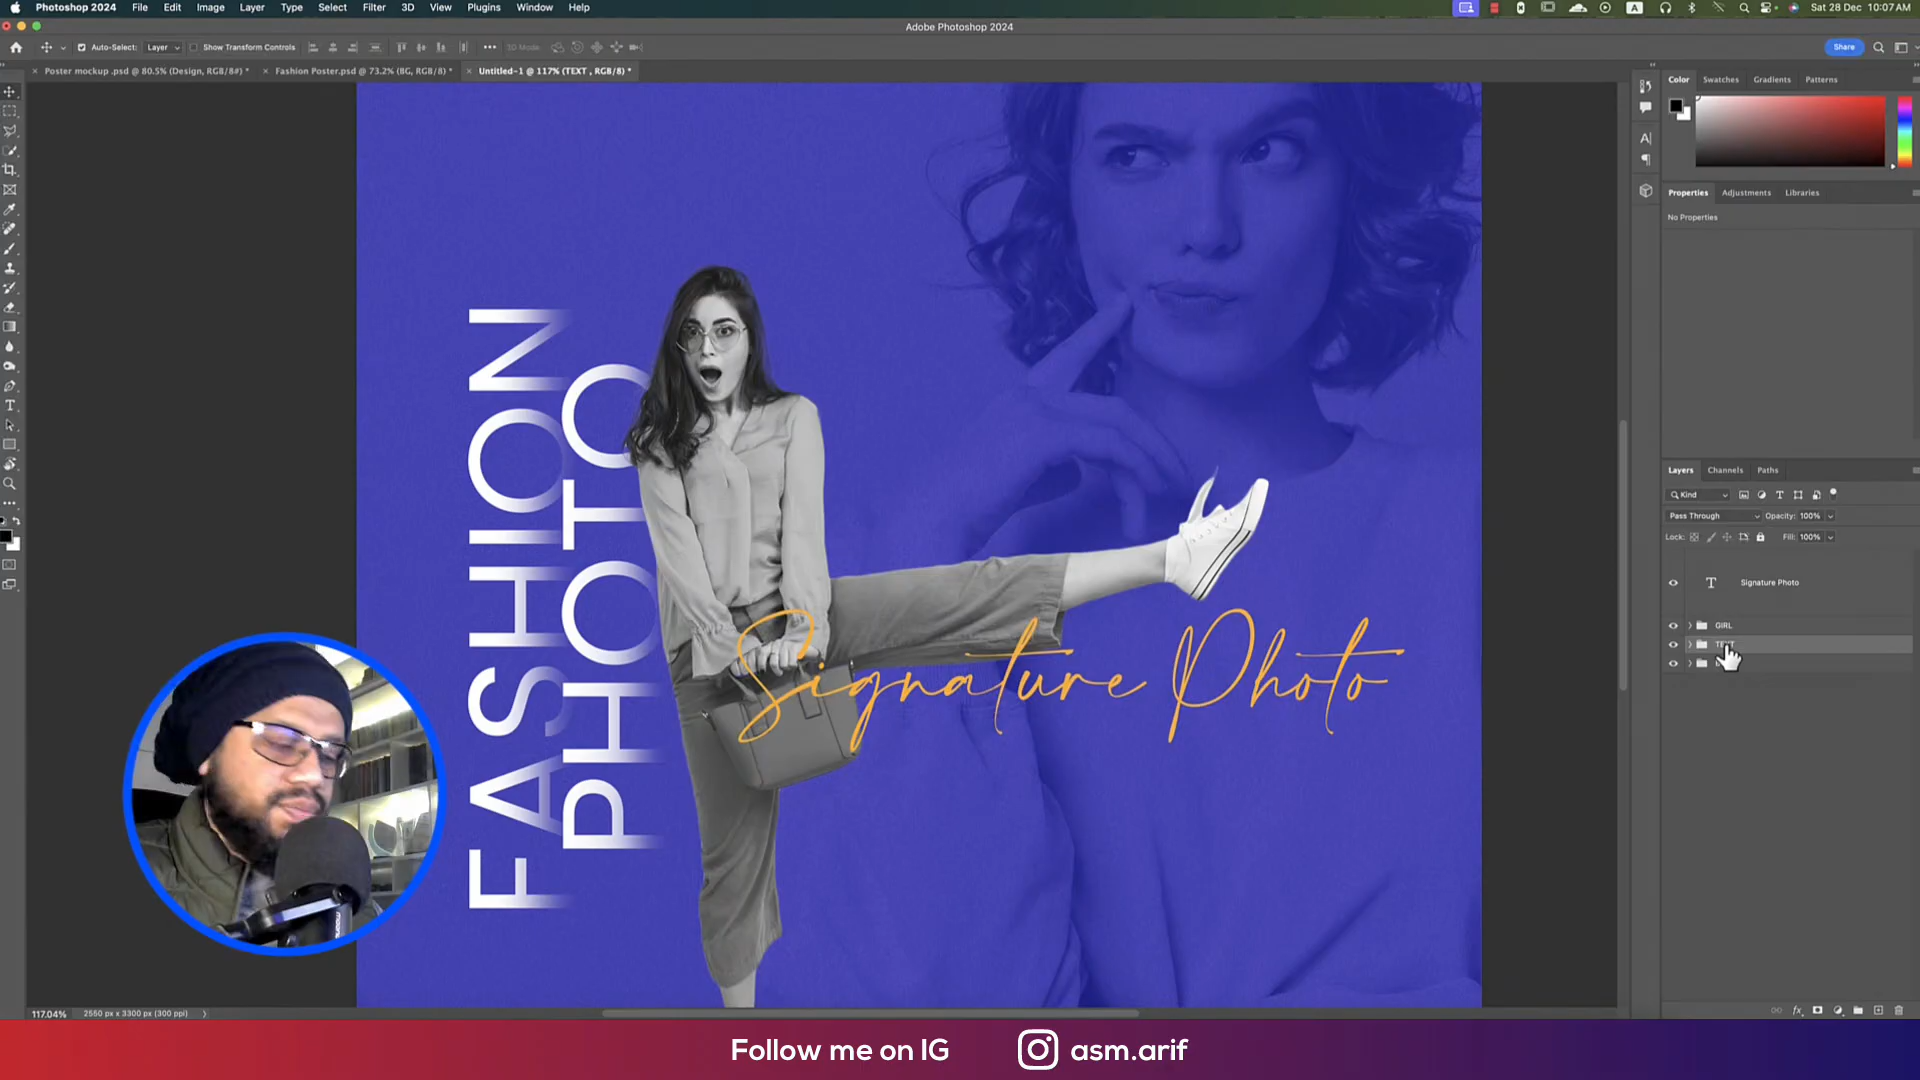 Photoshop 2024 File Edit Image Layer Type Select Filter 3D View Plugins Window Help
A Sat 28 Dec 10:07 AM
Adobe Photoshop 2024
Auto-Select: Layer Show Transform Controls 3D Mode: Share
Poster mockup .psd @ 80.5% (Design, RGB/8#) * Fashion Poster.psd @ 73.2% (BG, RGB/8) * Untitled-1 @ 117% (TEXT , RGB/8) *
Color Swatches Gradients Patterns
Properties Adjustments Libraries
No Properties
FASHION
PHOTO
Signature Photo
Layers Channels Paths
Kind
Pass Through Opacity: 100%
Lock: Fill: 100%
Signature Photo
GIRL
117.04% 2550 px x 3300 px (300 ppi)
Follow me on IG asm.arif